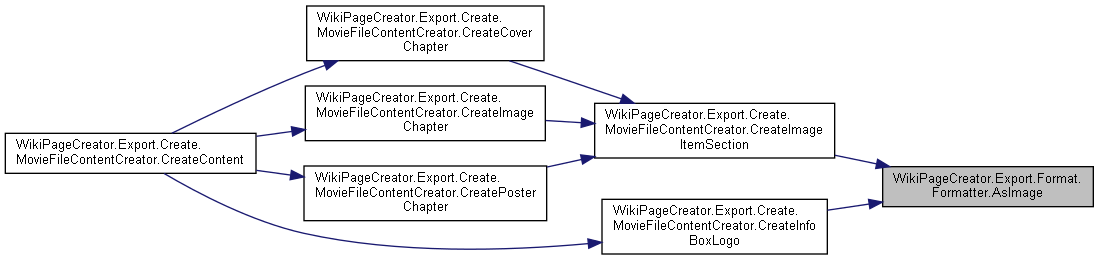 WikiPageCreator.Export.Create.
MovieFileContentCreator.CreateCover
Chapter
WikiPageCreator.Export.Create.
MovieFileContentCreator.CreateImage
Chapter
WikiPageCreator.Export.Create.
MovieFileContentCreator.CreateImage
ItemSection
WikiPageCreator.Export.Create.
MovieFileContentCreator.CreateContent
WikiPageCreator.Export.Create.
MovieFileContentCreator.CreatePoster
Chapter
WikiPageCreator.Export.Format.
Formatter.AsImage
WikiPageCreator.Export.Create.
MovieFileContentCreator.CreateInfo
BoxLogo